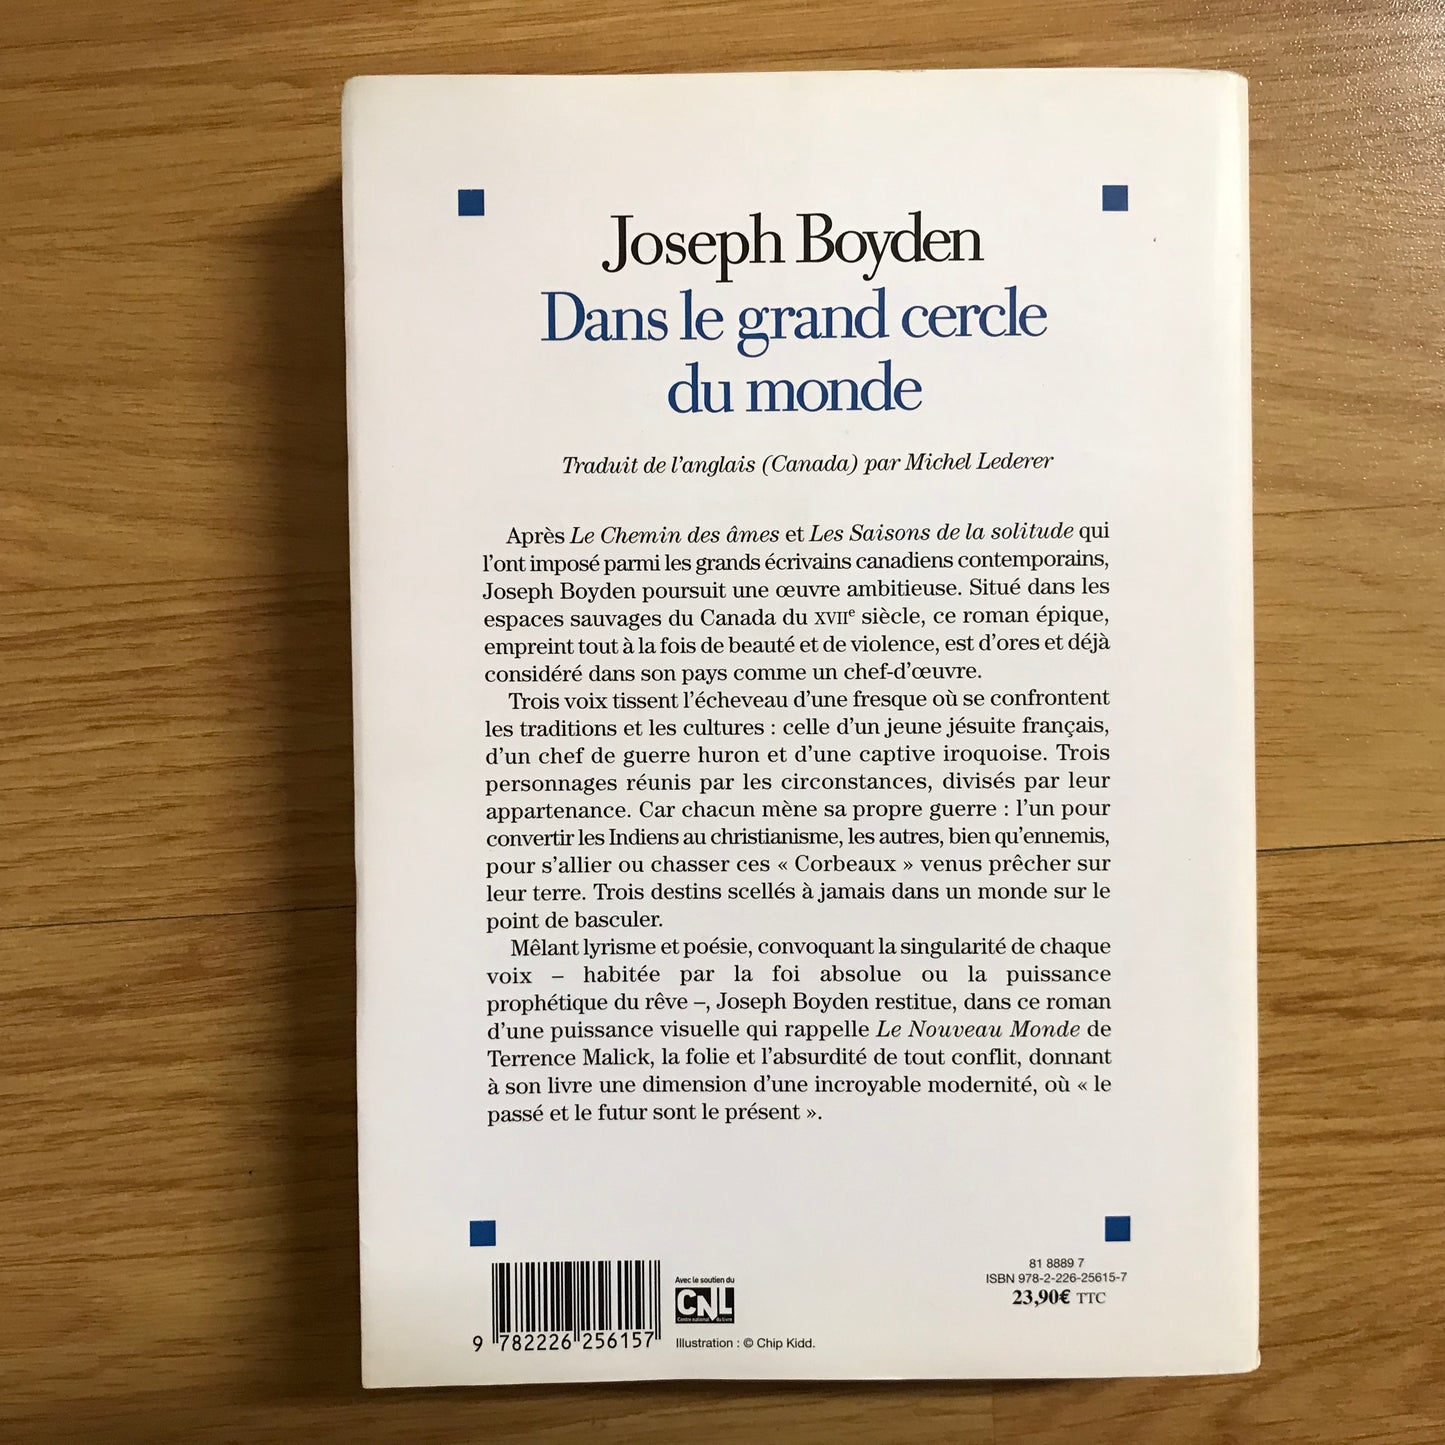 Joseph Boyden
Dans le grand cercle
du monde
Traduit de l'anglais (Canada) par Michel Lederer
Après Le Chemin des âmes et Les Saisons de la solitude qui
l'ont imposé parmi les grands écrivains canadiens contemporains,
Joseph Boyden poursuit une œuvre ambitieuse. Situé dans les
espaces sauvages du Canada du XVIIe siècle, ce roman épique,
empreint tout à la fois de beauté et de violence, est d'ores et déjà
considéré dans son pays comme un chef-d'œuvre.
Trois voix tissent l'écheveau d'une fresque où se confrontent
les traditions et les cultures : celle d'un jeune jésuite français,
d'un chef de guerre huron et d'une captive iroquoise. Trois
personnages réunis par les circonstances, divisés par leur
appartenance. Car chacun mène sa propre guerre : l'un pour
convertir les Indiens au christianisme, les autres, bien qu'ennemis,
pour s'allier ou chasser ces « Corbeaux » venus prêcher sur
leur terre. Trois destins scellés à jamais dans un monde sur le
point de basculer.
Mêlant lyrisme et poésie, convoquant la singularité de chaque
voix – habitée par la foi absolue ou la puissance
prophétique du rêve –, Joseph Boyden restitue, dans ce roman
d'une puissance visuelle qui rappelle Le Nouveau Monde de
Terrence Malick, la folie et l'absurdité de tout conflit, donnant
à son livre une dimension d'une incroyable modernité, où « le
passé et le futur sont le présent ».
9 782226 256157
Avec le soutien du
CNL
Centre national du livre
Illustration : © Chip Kidd.
81 8889 7
ISBN 978-2-226-25615-7
23,90€ TTC